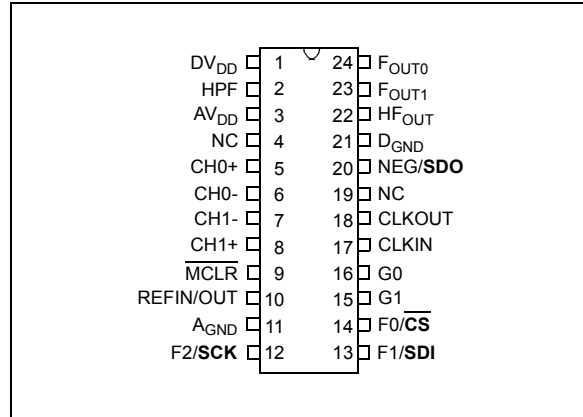 DVDD 1 24 FOUT0
HPF 2 23 FOUT1
AVDD 3 22 HFOUT
NC 4 21 DGND
CH0+ 5 20 NEG/SDO
CH0- 6 19 NC
CH1- 7 18 CLKOUT
CH1+ 8 17 CLKIN
MCLR 9 16 G0
REFIN/OUT 10 15 G1
AGND 11 14 F0/CS
F2/SCK 12 13 F1/SDI